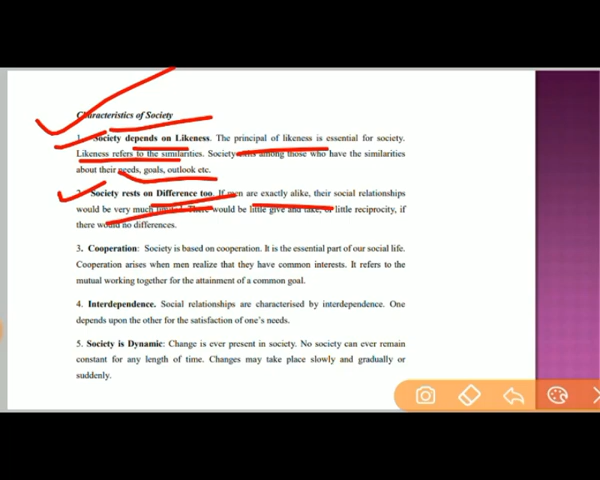 Characteristics of Society
1. Society depends on Likeness. The principal of likeness is essential for society.
Likeness refers to the similarities. Society exists among those who have the similarities
about their needs, goals, outlook etc.
2. Society rests on Difference too. If men are exactly alike, their social relationships
would be very much limited. There would be little give and take, or little reciprocity, if
there would no differences.
3. Cooperation: Society is based on cooperation. It is the essential part of our social life.
Cooperation arises when men realize that they have common interests. It refers to the
mutual working together for the attainment of a common goal.
4. Interdependence. Social relationships are characterised by interdependence. One
depends upon the other for the satisfaction of one's needs.
5. Society is Dynamic: Change is ever present in society. No society can ever remain
constant for any length of time. Changes may take place slowly and gradually or
suddenly.